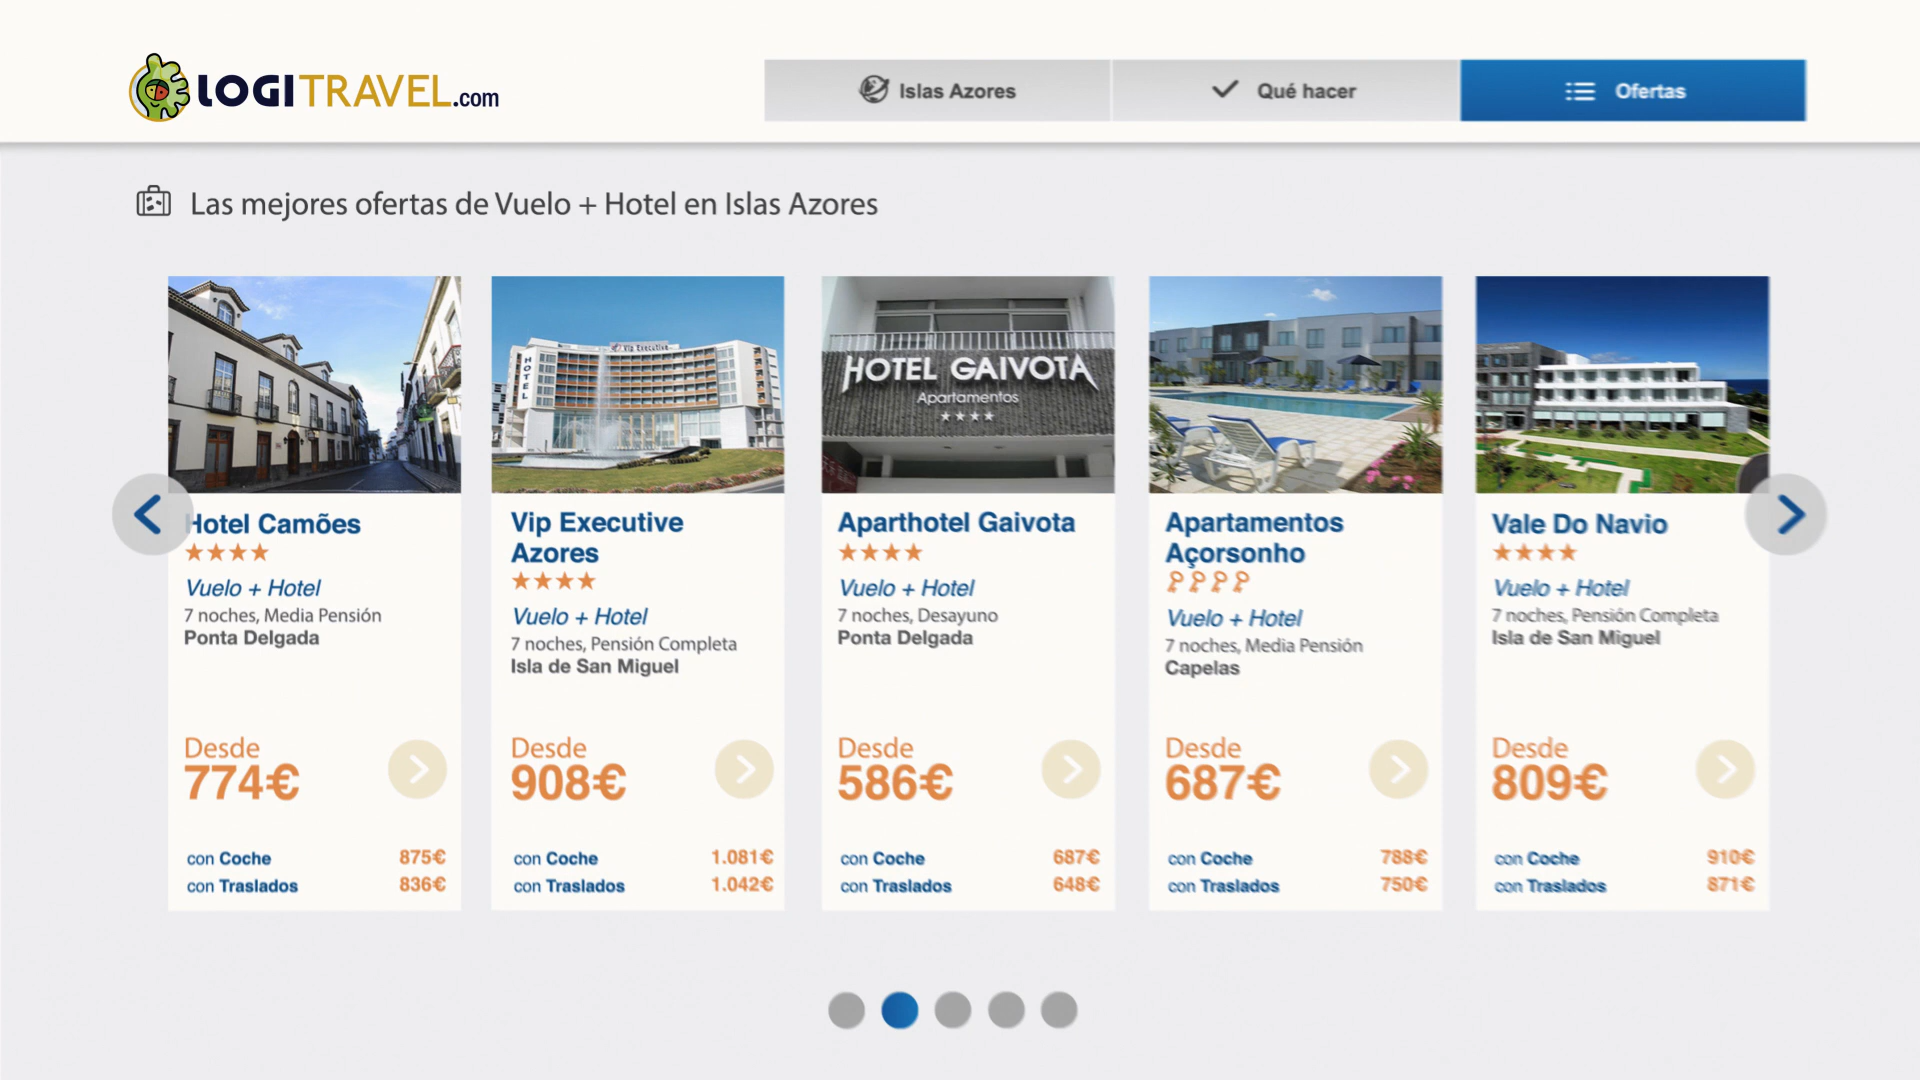 LOGITRAVEL.com
Islas Azores
Qué hacer
Ofertas
Las mejores ofertas de Vuelo + Hotel en Islas Azores
HOTEL
Vip Executive
HOTEL GAIVOTA
Apartamentos
Hotel Camões
Vuelo + Hotel
7 noches, Media Pensión
Ponta Delgada
Desde
774€
con Coche 875€
con Traslados 836€
Vip Executive
Azores
Vuelo + Hotel
7 noches, Pensión Completa
Isla de San Miguel
Desde
908€
con Coche 1.081€
con Traslados 1.042€
Aparthotel Gaivota
Vuelo + Hotel
7 noches, Desayuno
Ponta Delgada
Desde
586€
con Coche 687€
con Traslados 648€
Apartamentos
Açorsonho
Vuelo + Hotel
7 noches, Media Pensión
Capelas
Desde
687€
con Coche 788€
con Traslados 750€
Vale Do Navio
Vuelo + Hotel
7 noches, Pensión Completa
Isla de San Miguel
Desde
809€
con Coche 910€
con Traslados 871€